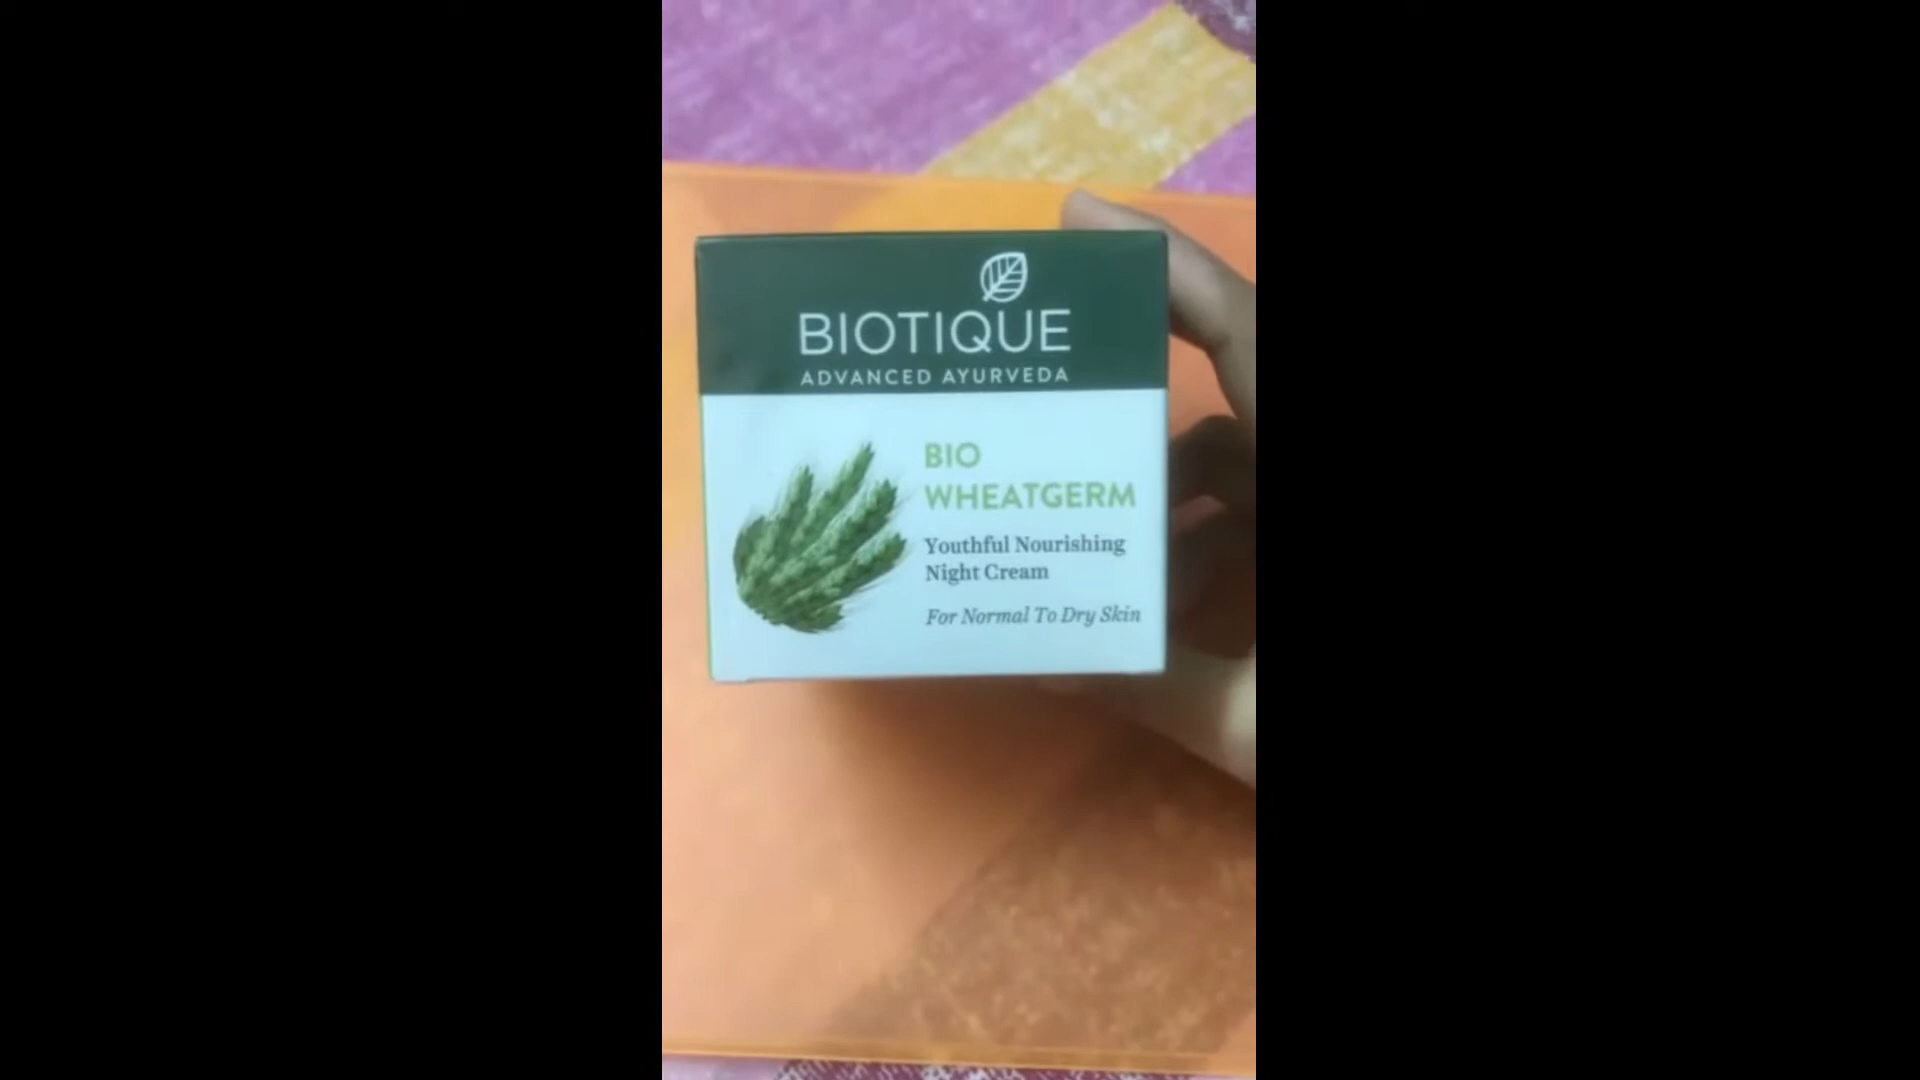 BIOTIQUE
ADVANCED AYURVEDA
BIO
WHEATGERM
Youthful Nourishing
Night Cream
For Normal To Dry Skin